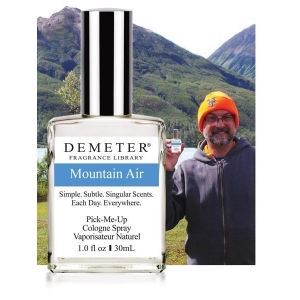 DEMETER®
FRAGRANCE LIBRARY
Mountain Air
Simple. Subtle. Singular Scents.
Each Day. Everywhere.
Pick-Me-Up
Cologne Spray
Vaporisateur Naturel
1.0 fl oz | 30mL